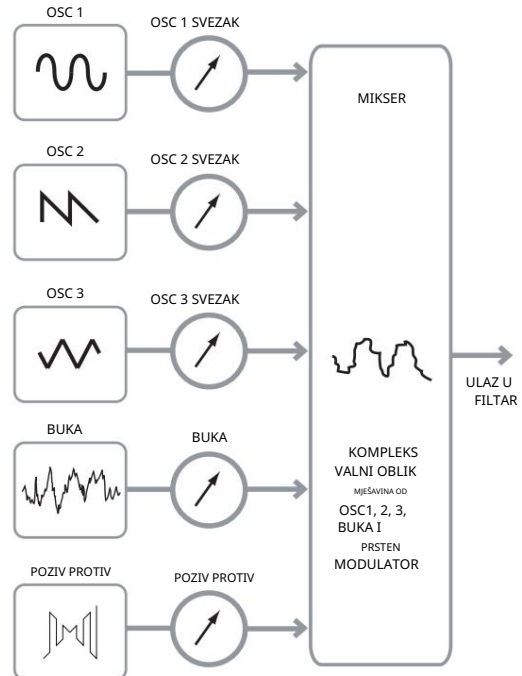 OSC 1
OSC 1 SVEZAK
MIKSER
OSC 2
OSC 2 SVEZAK
OSC 3
OSC 3 SVEZAK
ULAZ U
FILTAR
BUKA
BUKA
KOMPLEKS
VALNI OBLIK
MJEŠAVINA OD
OSC1, 2, 3,
BUKA I
PRSTEN
MODULATOR
POZIV PROTIV
POZIV PROTIV